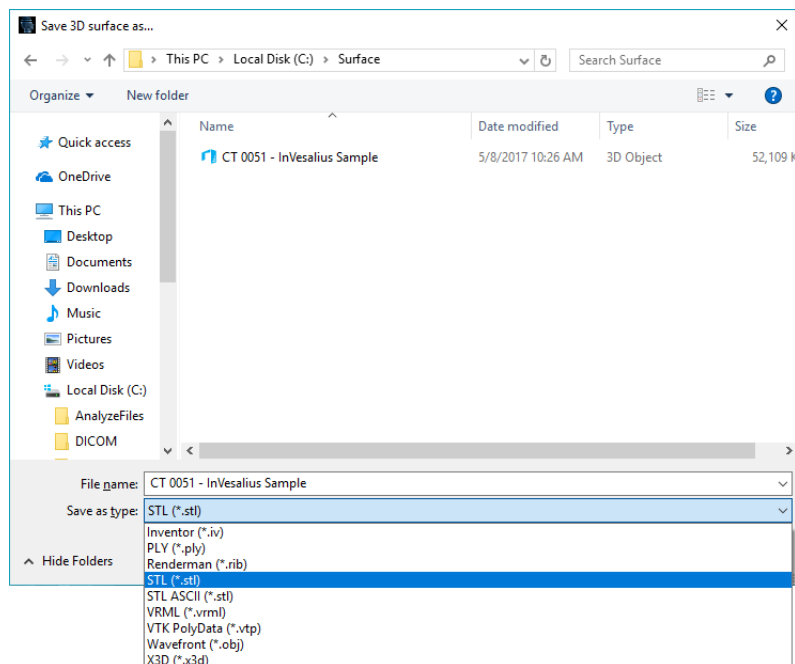 Save 3D surface as...
This PC > Local Disk (C:) > Surface
Search Surface
Organize
New folder
Name
Date modified
Type
Size
CT 0051 - InVesalius Sample
5/8/2017 10:26 AM
3D Object
52,109 K
Quick access
OneDrive
This PC
Desktop
Documents
Downloads
Music
Pictures
Videos
Local Disk (C:)
AnalyzeFiles
DICOM
File name: CT 0051 - InVesalius Sample
Save as type: STL (*.stl)
Inventor (*.iv)
PLY (*.ply)
Renderman (*.rib)
STL (*.stl)
STL ASCII (*.stl)
VRML (*.vrml)
VTK PolyData (*.vtp)
Wavefront (*.obj)
X3D (*.x3d)
Hide Folders